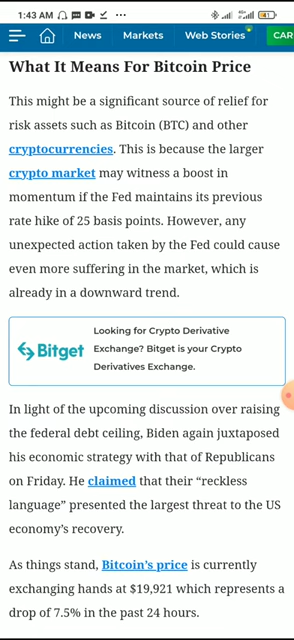 1:43 AM
News Markets Web Stories CAR
What It Means For Bitcoin Price
This might be a significant source of relief for
risk assets such as Bitcoin (BTC) and other
cryptocurrencies. This is because the larger
crypto market may witness a boost in
momentum if the Fed maintains its previous
rate hike of 25 basis points. However, any
unexpected action taken by the Fed could cause
even more suffering in the market, which is
already in a downward trend.
Bitget
Looking for Crypto Derivative
Exchange? Bitget is your Crypto
Derivatives Exchange.
In light of the upcoming discussion over raising
the federal debt ceiling, Biden again juxtaposed
his economic strategy with that of Republicans
on Friday. He claimed that their “reckless
language” presented the largest threat to the US
economy’s recovery.
As things stand, Bitcoin’s price is currently
exchanging hands at $19,921 which represents a
drop of 7.5% in the past 24 hours.